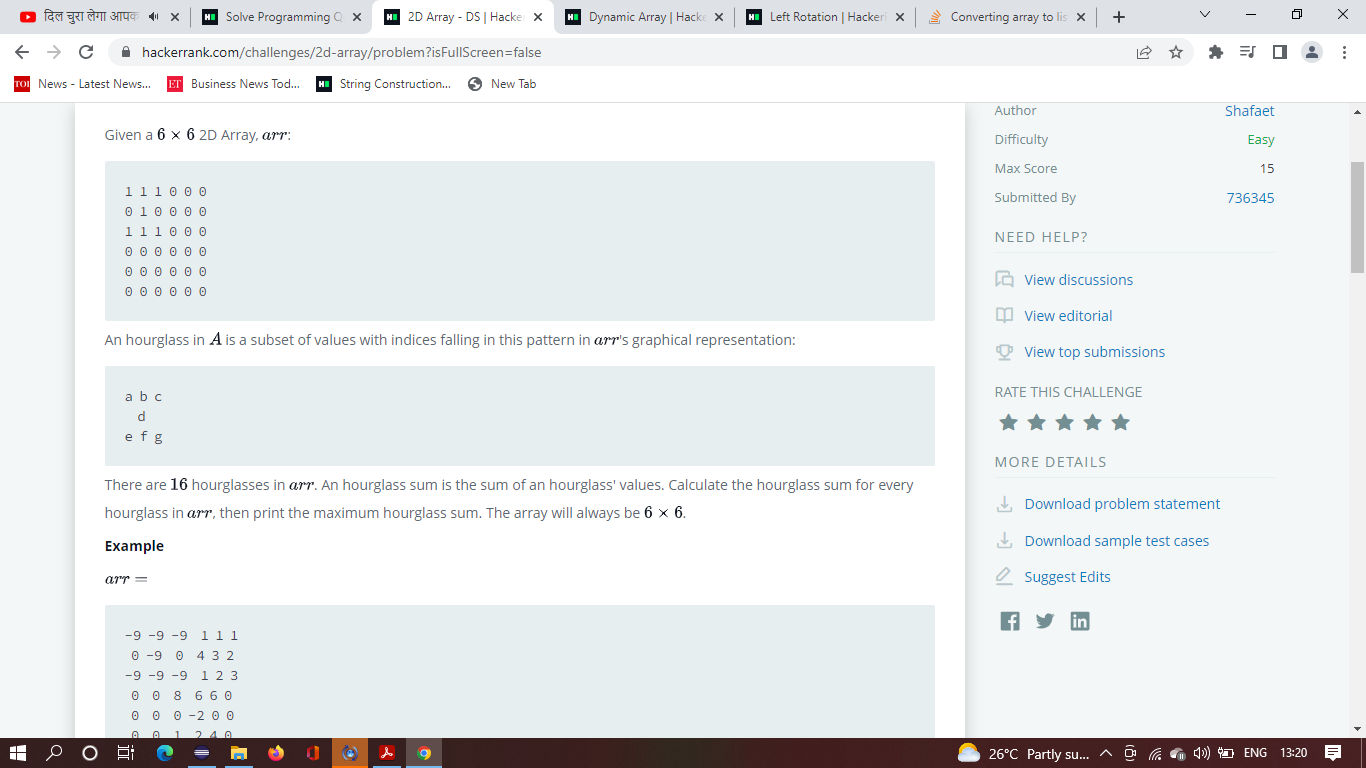 दिल चुरा लेगा आपक
Solve Programming Q
2D Array - DS | Hacke
Dynamic Array | Hacke
Left Rotation | Hacker
Converting array to lis
hackerrank.com/challenges/2d-array/problem?isFullScreen=false
TOI News - Latest News... ET Business News Tod... String Construction... New Tab
Given a 6 × 6 2D Array, arr:
1 1 1 0 0 0
0 1 0 0 0 0
1 1 1 0 0 0
0 0 0 0 0 0
0 0 0 0 0 0
0 0 0 0 0 0
An hourglass in A is a subset of values with indices falling in this pattern in arr's graphical representation:
a b c
d
e f g
There are 16 hourglasses in arr. An hourglass sum is the sum of an hourglass' values. Calculate the hourglass sum for every
hourglass in arr, then print the maximum hourglass sum. The array will always be 6 × 6.
Example
arr =
-9 -9 -9 1 1 1
0 -9 0 4 3 2
-9 -9 -9 1 2 3
0 0 8 6 6 0
0 0 0 -2 0 0
0 0 1 2 4 0
Author Shafaet
Difficulty Easy
Max Score 15
Submitted By 736345
NEED HELP?
View discussions
View editorial
View top submissions
RATE THIS CHALLENGE
MORE DETAILS
Download problem statement
Download sample test cases
Suggest Edits
26°C Partly su... ENG 13:20